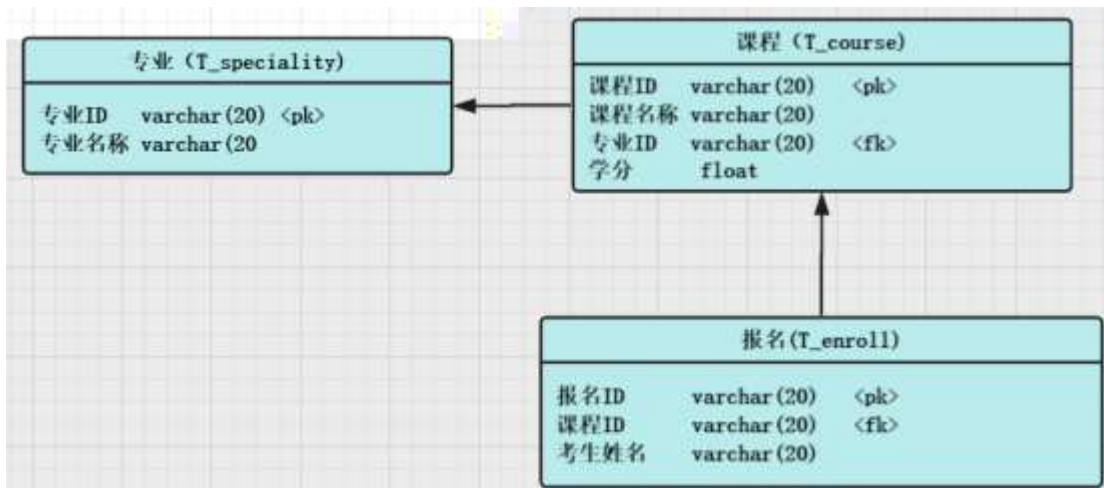 专业（T_speciality)
专业ID varchar(20) <pk>
专业名称 varchar(20
课程（T_course)
课程ID varchar(20) <pk>
课程名称 varchar(20)
专业ID varchar(20) <fk>
学分 float
报名(T_enroll)
报名ID varchar(20) <pk>
课程ID varchar(20) <fk>
考生姓名 varchar(20)